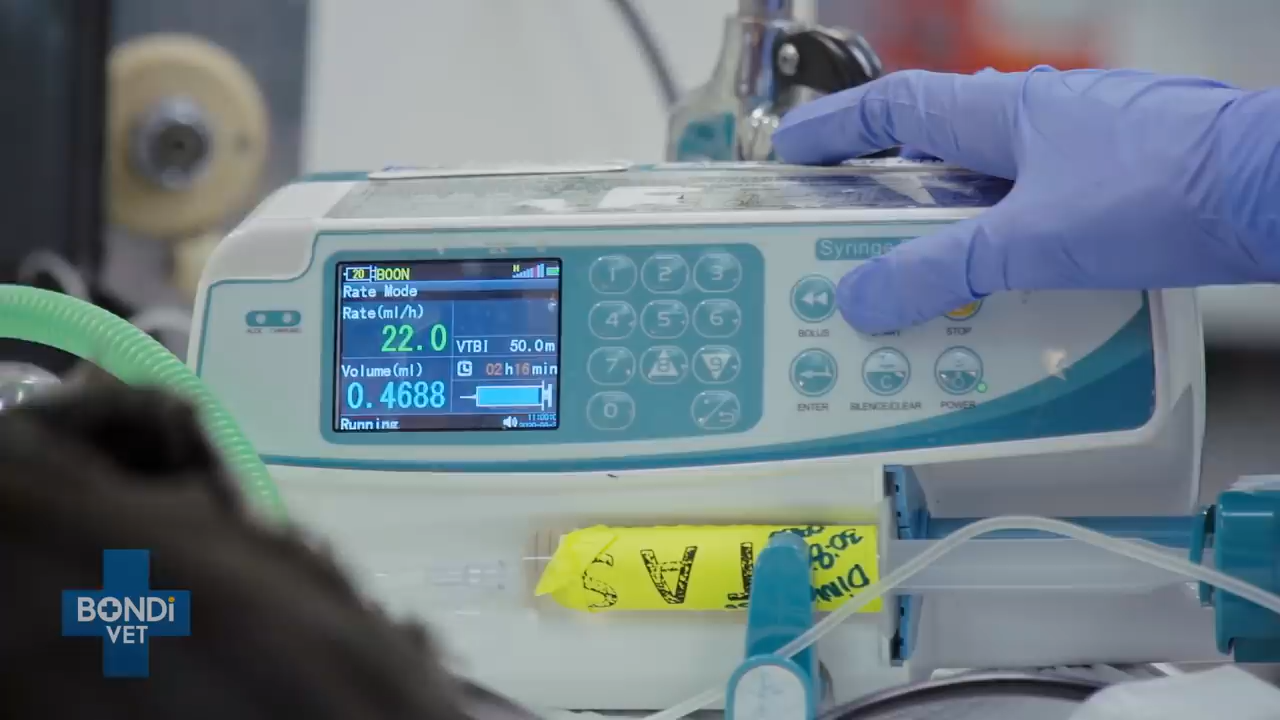 20 BOON
Rate Mode
Rate(ml/h)
22.0
VTBI 50.0m
Volume(ml)
02h16min
0.4688
Running
Syringe
1 2 3
4 5 6
7 8 9
0
BOLUS
STOP
ENTER
SILENCE/CLEAR
POWER
BONDi
VET